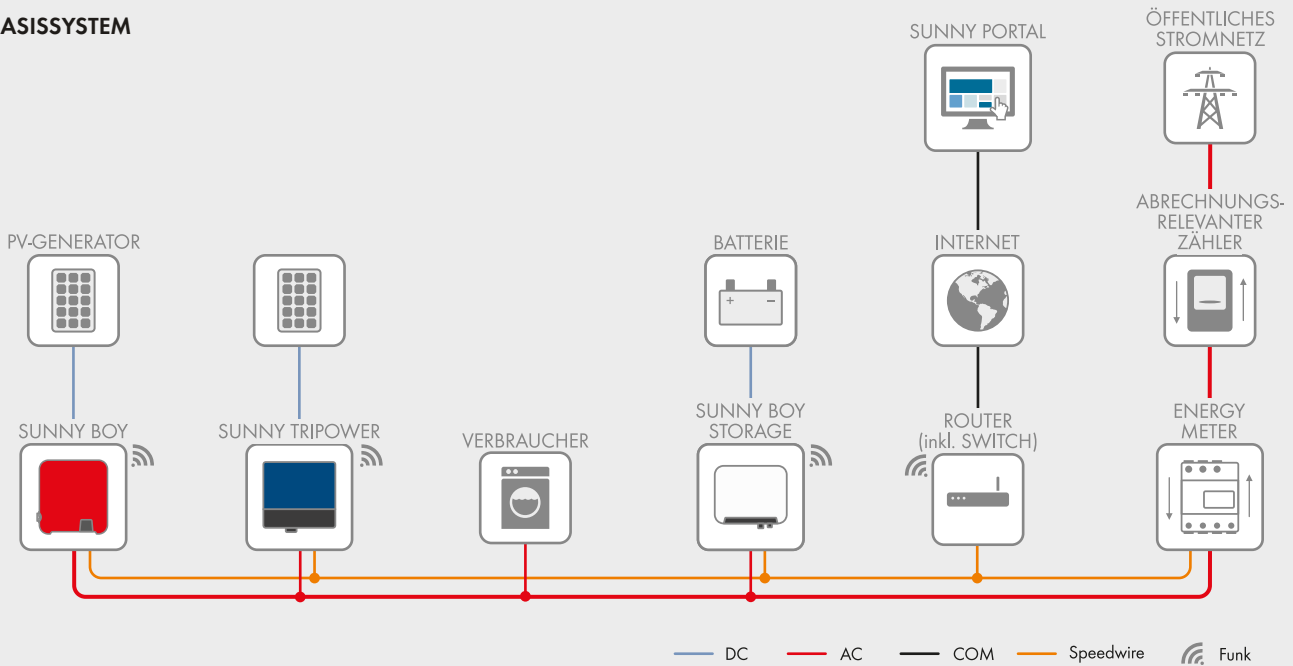 ASISSYSTEM
SUNNY PORTAL
ÖFFENTLICHES
STROMNETZ
ABRECHNUNGS-
RELEVANTER
ZÄHLER
PV-GENERATOR
BATTERIE
INTERNET
SUNNY BOY
SUNNY TRIPOWER
VERBRAUCHER
SUNNY BOY
STORAGE
ROUTER
(inkl. SWITCH)
ENERGY
METER
DC
AC
COM
Speedwire
Funk